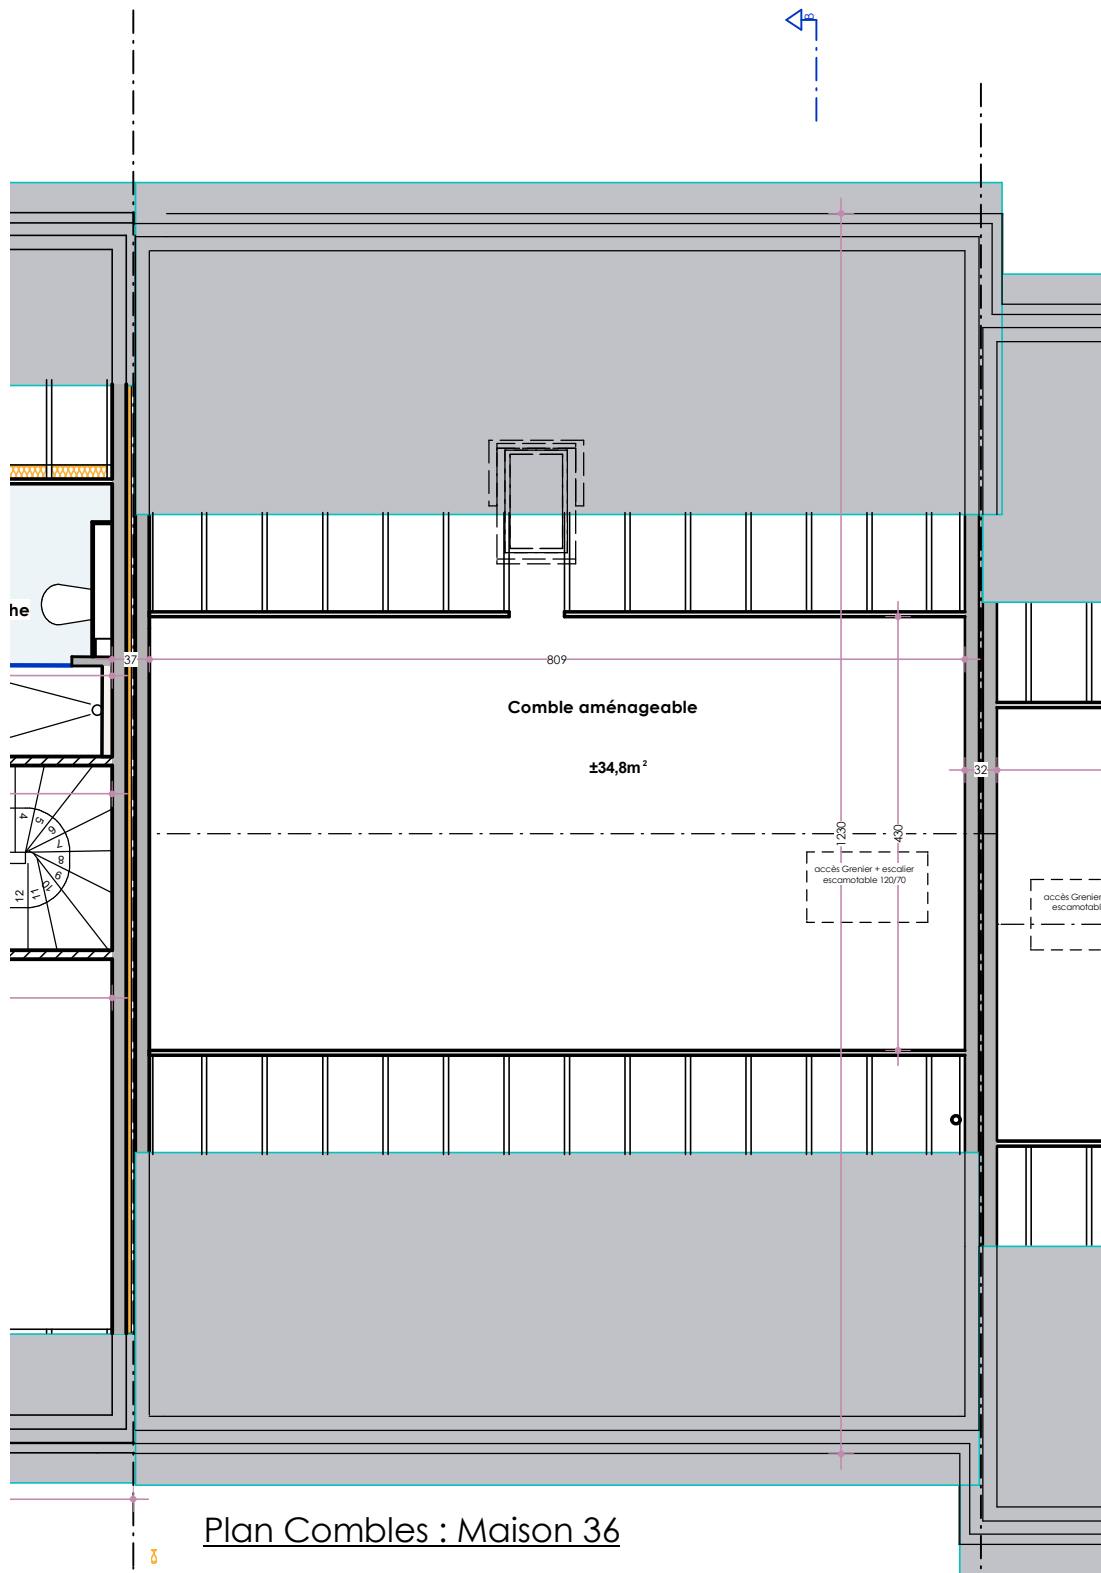 B
he
37
809
Comble aménageable
±34,8m²
32
1230
430
accès Grenier + escalier
escamotable 120/70
accès Grenier
escamotabl
4
5
6
7
8
9
10
11
12
Plan Combles : Maison 36